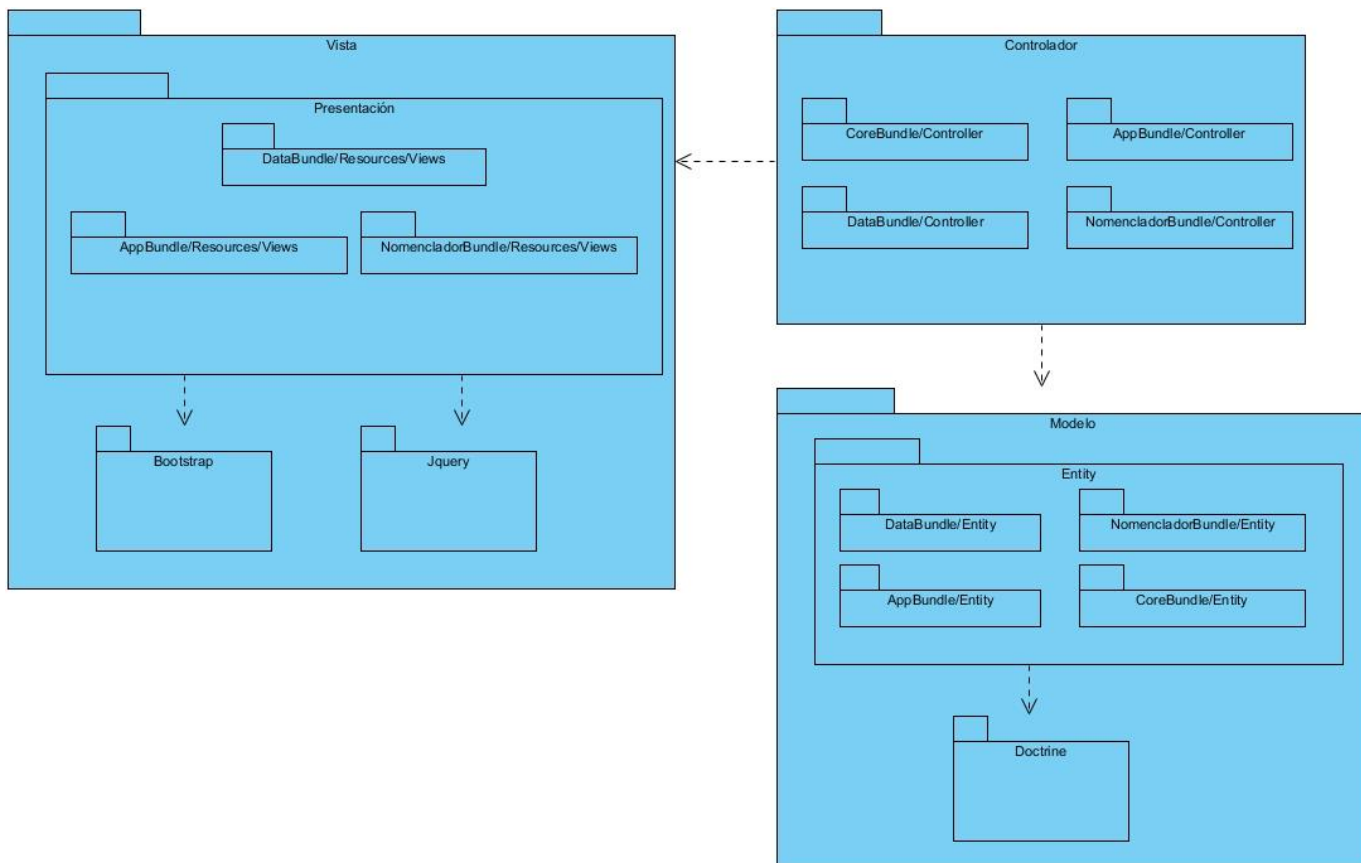 Vista
Presentación
DataBundle/Resources/Views
AppBundle/Resources/Views
NomencladorBundle/Resources/Views
Bootstrap
Jquery
Controlador
CoreBundle/Controller
AppBundle/Controller
DataBundle/Controller
NomencladorBundle/Controller
Modelo
Entity
DataBundle/Entity
NomencladorBundle/Entity
AppBundle/Entity
CoreBundle/Entity
Doctrine